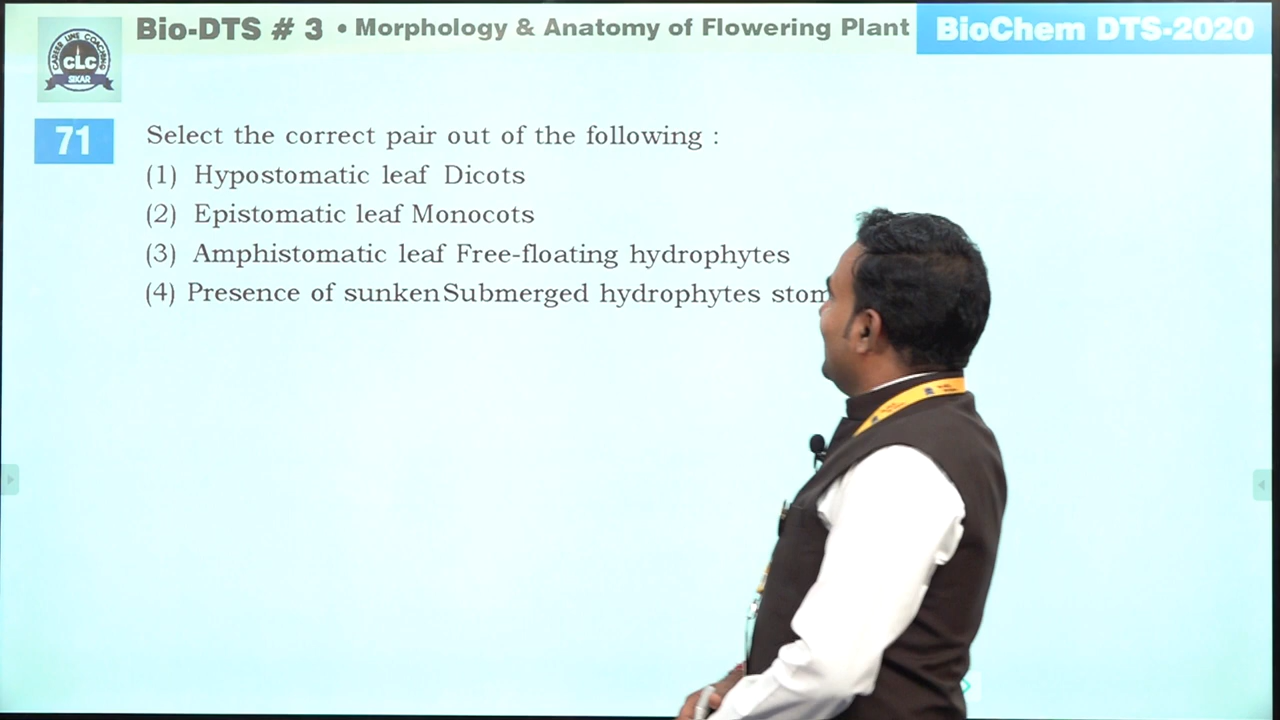 Bio-DTS # 3 • Morphology & Anatomy of Flowering Plant
BioChem DTS-2020
CAREER LINE COACHING
CLC
SIKAR
71 Select the correct pair out of the following :
(1) Hypostomatic leaf Dicots
(2) Epistomatic leaf Monocots
(3) Amphistomatic leaf Free-floating hydrophytes
(4) Presence of sunken Submerged hydrophytes